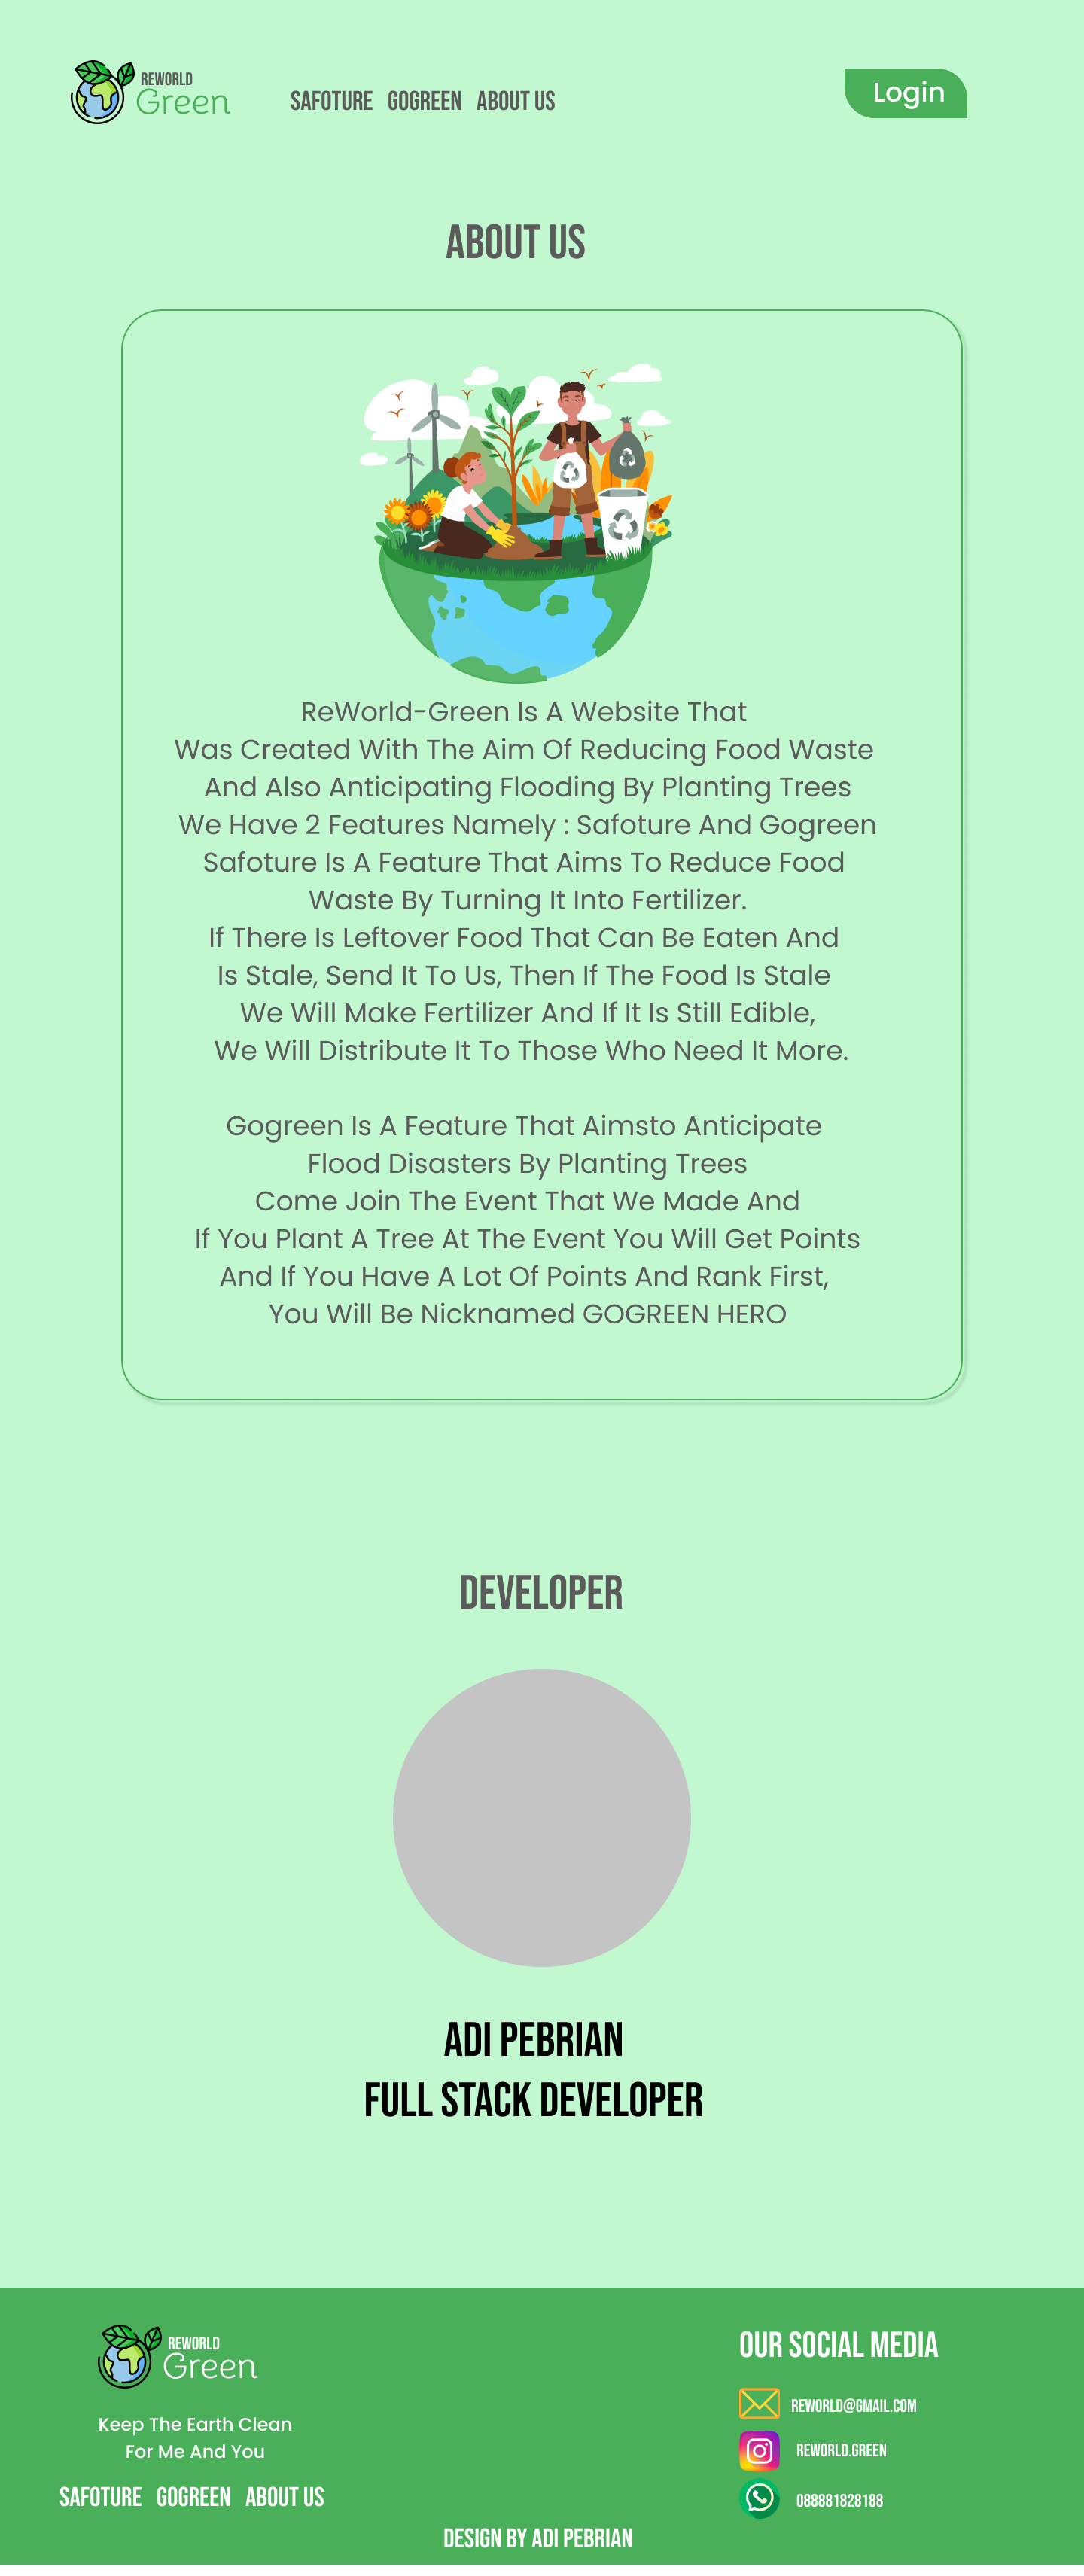 REWORLD
Green
SAFOTURE GOGREEN ABOUT US
Login
ABOUT US
ReWorld-Green Is A Website That
Was Created With The Aim Of Reducing Food Waste
And Also Anticipating Flooding By Planting Trees
We Have 2 Features Namely : Safoture And Gogreen
Safoture Is A Feature That Aims To Reduce Food
Waste By Turning It Into Fertilizer.
If There Is Leftover Food That Can Be Eaten And
Is Stale, Send It To Us, Then If The Food Is Stale
We Will Make Fertilizer And If It Is Still Edible,
We Will Distribute It To Those Who Need It More.
Gogreen Is A Feature That Aimsto Anticipate
Flood Disasters By Planting Trees
Come Join The Event That We Made And
If You Plant A Tree At The Event You Will Get Points
And If You Have A Lot Of Points And Rank First,
You Will Be Nicknamed GOGREEN HERO
DEVELOPER
ADI PEBRIAN
FULL STACK DEVELOPER
REWORLD
Green
Keep The Earth Clean
For Me And You
SAFOTURE GOGREEN ABOUT US
OUR SOCIAL MEDIA
REWORLD@GMAIL.COM
REWORLD.GREEN
088881828188
DESIGN BY ADI PEBRIAN